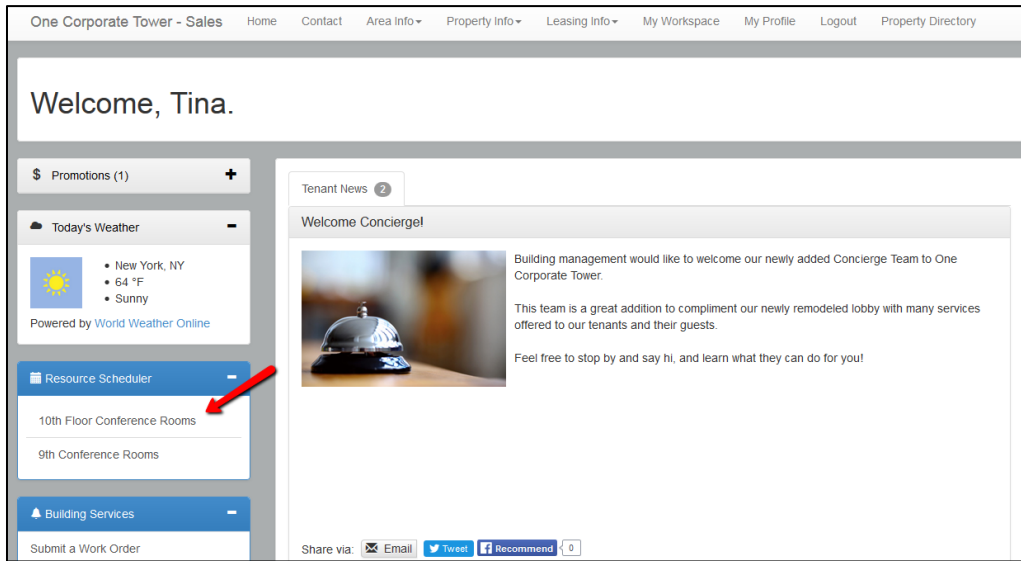 One Corporate Tower - Sales Home Contact Area Info Property Info Leasing Info My Workspace My Profile Logout Property Directory
Welcome, Tina.
$ Promotions (1)
Today's Weather
New York, NY
64 °F
Sunny
Powered by World Weather Online
Resource Scheduler
10th Floor Conference Rooms
9th Conference Rooms
Building Services
Submit a Work Order
Tenant News 2
Welcome Concierge!
Building management would like to welcome our newly added Concierge Team to One
Corporate Tower.
This team is a great addition to compliment our newly remodeled lobby with many services
offered to our tenants and their guests.
Feel free to stop by and say hi, and learn what they can do for you!
Share via: Email Tweet f Recommend 0